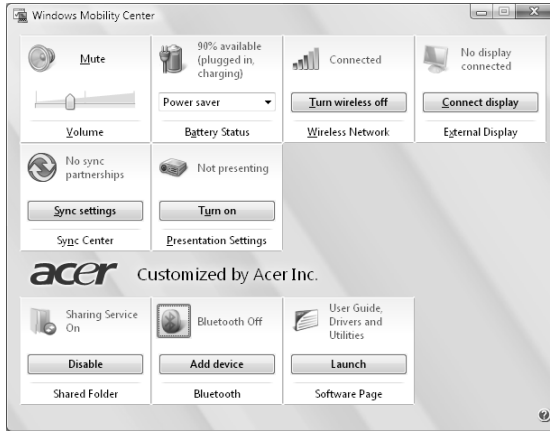 Windows Mobility Center
Mute
Volume
90% available
(plugged in,
charging)
Power saver
Battery Status
Connected
Turn wireless off
Wireless Network
No display
connected
Connect display
External Display
No sync
partnerships
Sync settings
Sync Center
Not presenting
Turn on
Presentation Settings
acer Customized by Acer Inc.
Sharing Service
On
Disable
Shared Folder
Bluetooth Off
Add device
Bluetooth
User Guide,
Drivers and
Utilities
Launch
Software Page